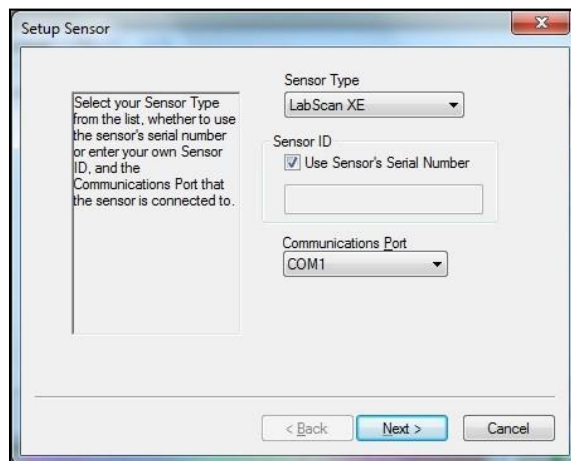 Setup Sensor
Select your Sensor Type
from the list, whether to use
the sensor's serial number
or enter your own Sensor
ID, and the
Communications Port that
the sensor is connected to.
Sensor Type
LabScan XE
Sensor ID
Use Sensor's Serial Number
Communications Port
COM1
< Back
Next >
Cancel